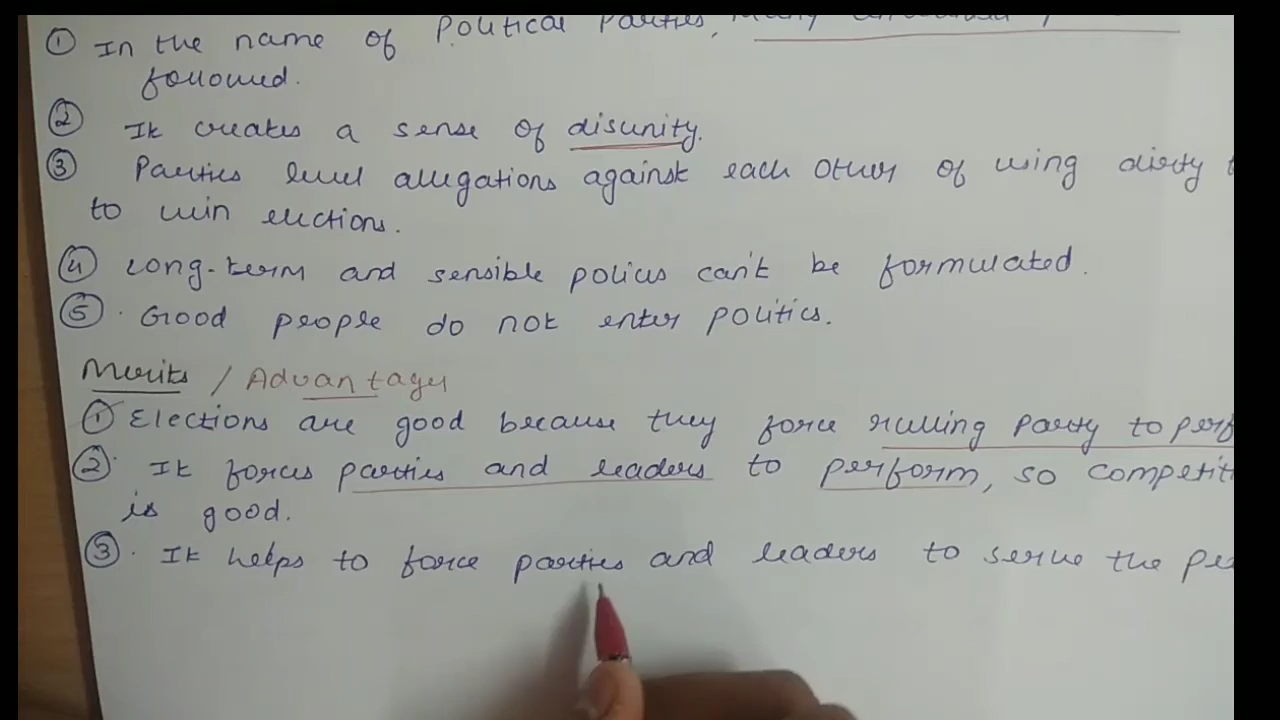 ① In the name of Political Parties, Many
followed.
② It creates a sense of disunity.
③ Parties level allegations against each other of using dirty
to win elections.
④ Long-term and sensible policies can't be formulated.
⑤. Good people do not enter politics.
Merits / Advantages
① Elections are good because they force rulling party to perf
②. It forces parties and leaders to perform, so competiti
is good.
③. It helps to force parties and leaders to serve the pe